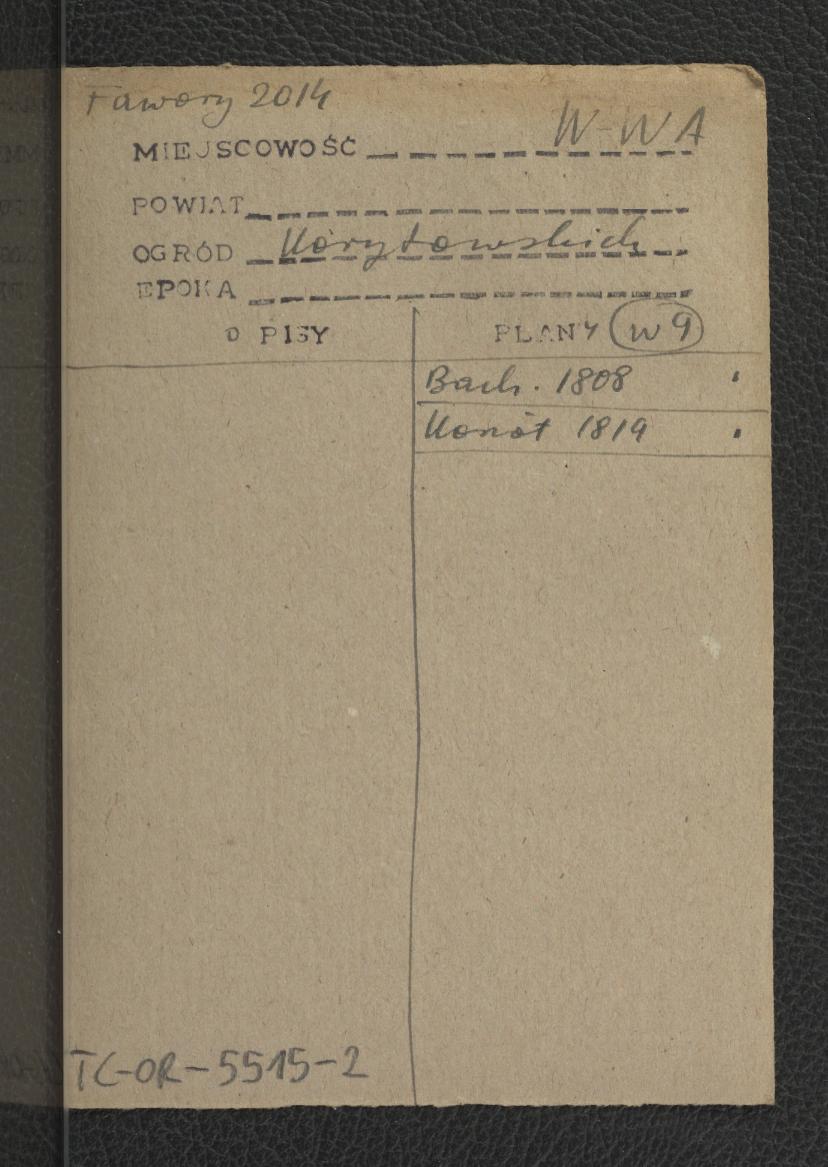 Fawory 2014
W-WA
MIEJSCOWOŚĆ
POWIAT
OGRÓD Korytowskich
EPOKA
OPISY PLANY W9
Bach. 1808
Konot 1819
TC-OR-5515-2